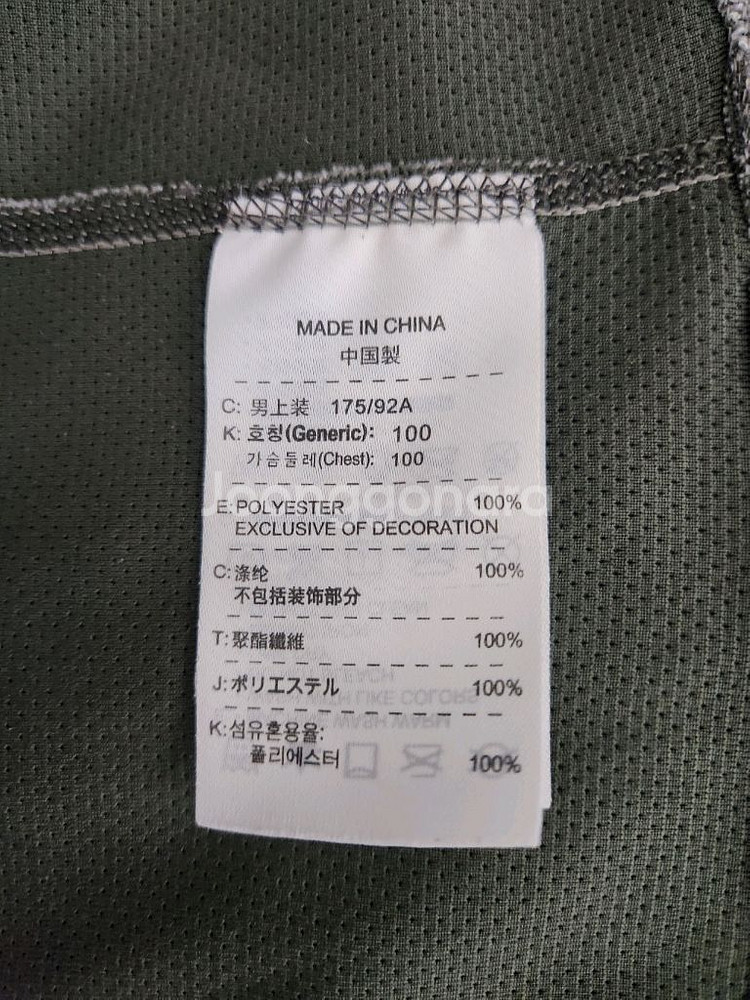 MADE IN CHINA
中国製
C: 男上装 175/92A
K: 호칭(Generic): 100
가슴둘레(Chest): 100
Joonggonara
E: POLYESTER 100%
EXCLUSIVE OF DECORATION
C: 涤纶 100%
不包括装饰部分
T: 聚酯纖維 100%
J: ポリエステル 100%
K: 섬유혼용율:
폴리에스터 100%